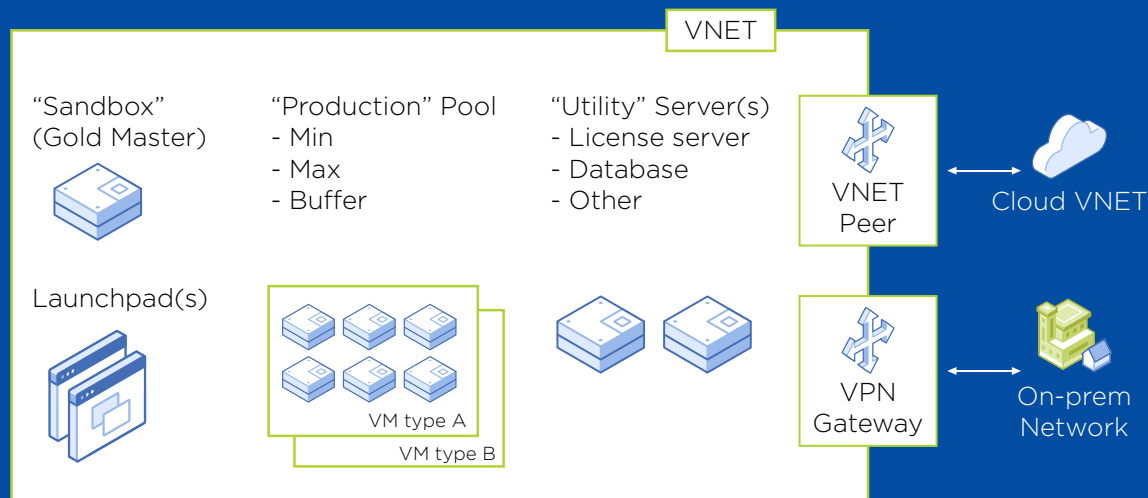 VNET
“Sandbox”
(Gold Master)
“Production” Pool
- Min
- Max
- Buffer
“Utility” Server(s)
- License server
- Database
- Other
VNET
Peer
Cloud VNET
Launchpad(s)
VM type A
VM type B
VPN
Gateway
On-prem
Network